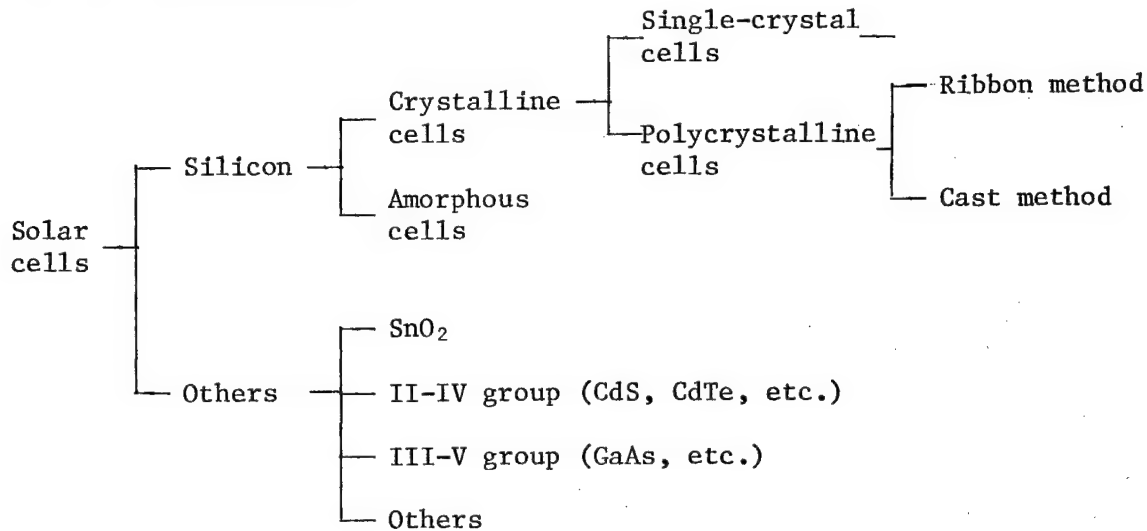 Single-crystal
cells
Ribbon method
Crystalline
cells
Polycrystalline
cells
Silicon
Cast method
Amorphous
cells
Solar
cells
SnO₂
Others
II-IV group (CdS, CdTe, etc.)
III-V group (GaAs, etc.)
Others